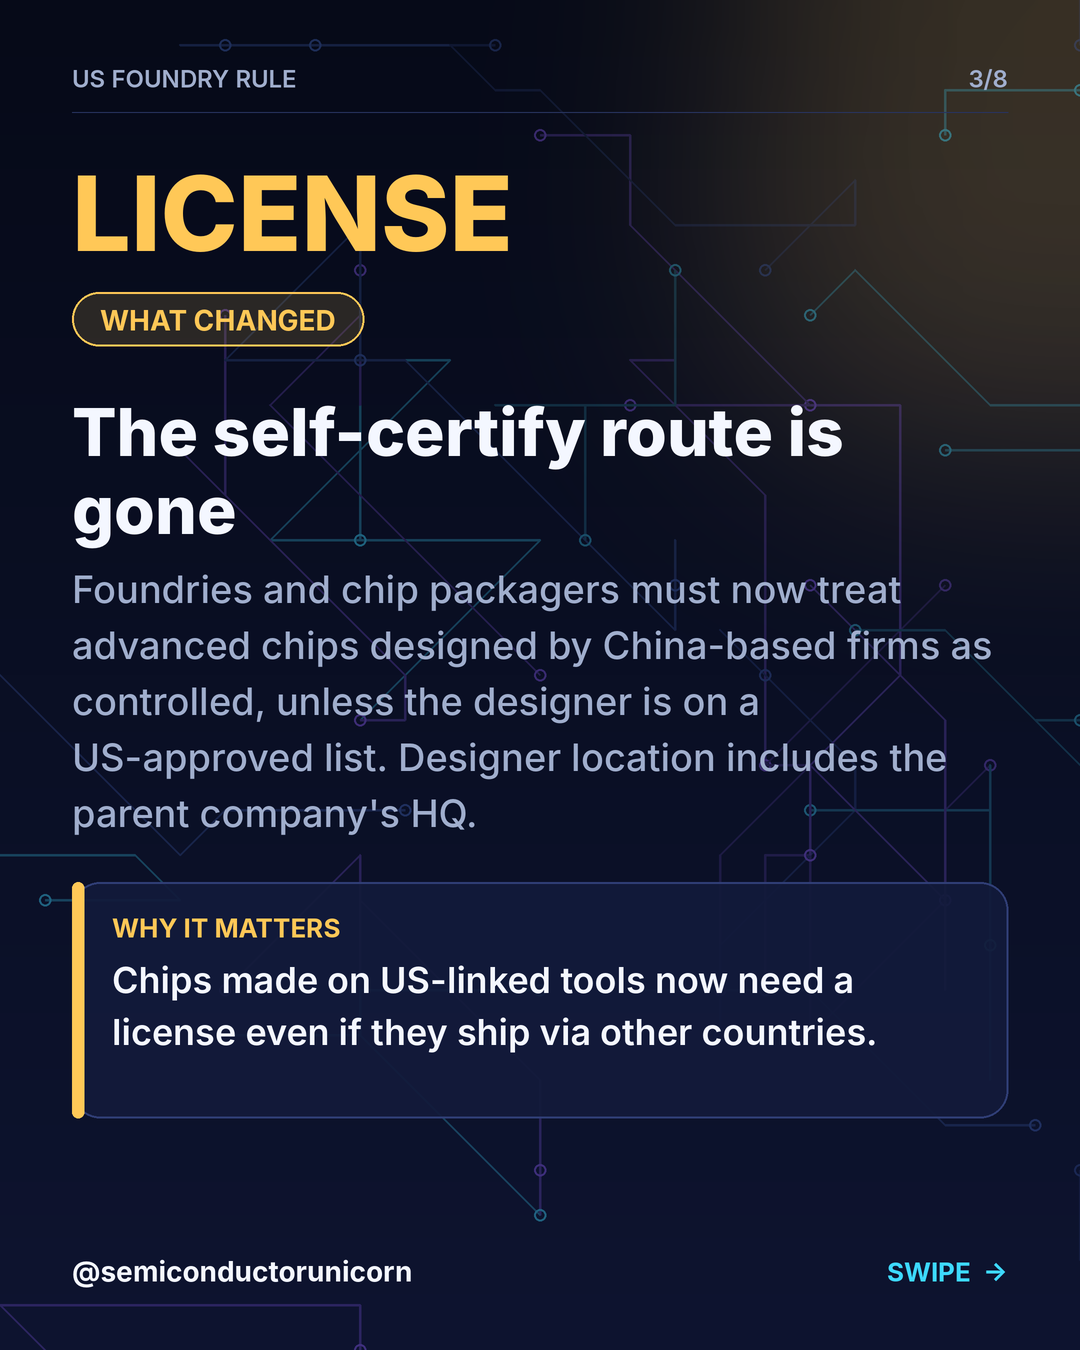 US FOUNDRY RULE
3/8
LICENSE
WHAT CHANGED
The self-certify route is
gone
Foundries and chip packagers must now treat
advanced chips designed by China-based firms as
controlled, unless the designer is on a
US-approved list. Designer location includes the
parent company's HQ.
WHY IT MATTERS
Chips made on US-linked tools now need a
license even if they ship via other countries.
@semiconductorunicorn
SWIPE →